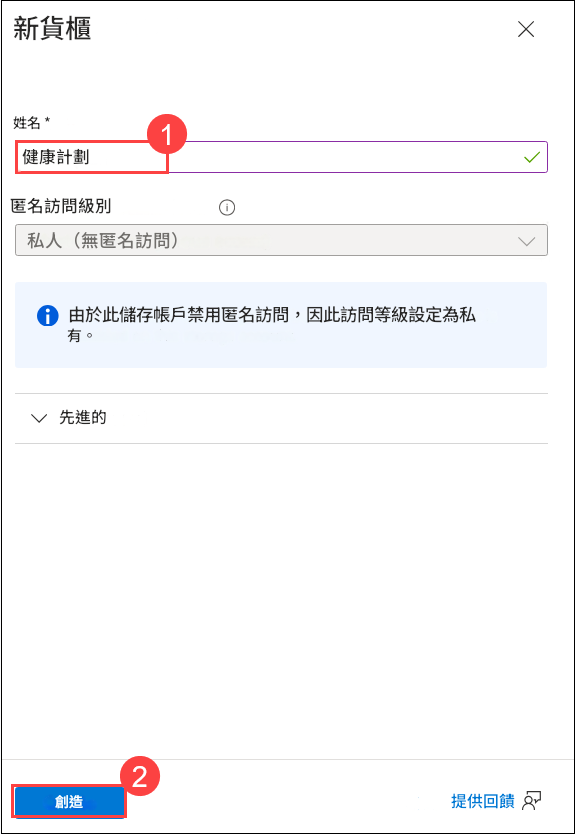 新貨櫃
姓名 *
1
健康計劃
匿名訪問級別
私人（無匿名訪問）
由於此儲存帳戶禁用匿名訪問，因此訪問等級設定為私
有。
先進的
2
創造
提供回饋